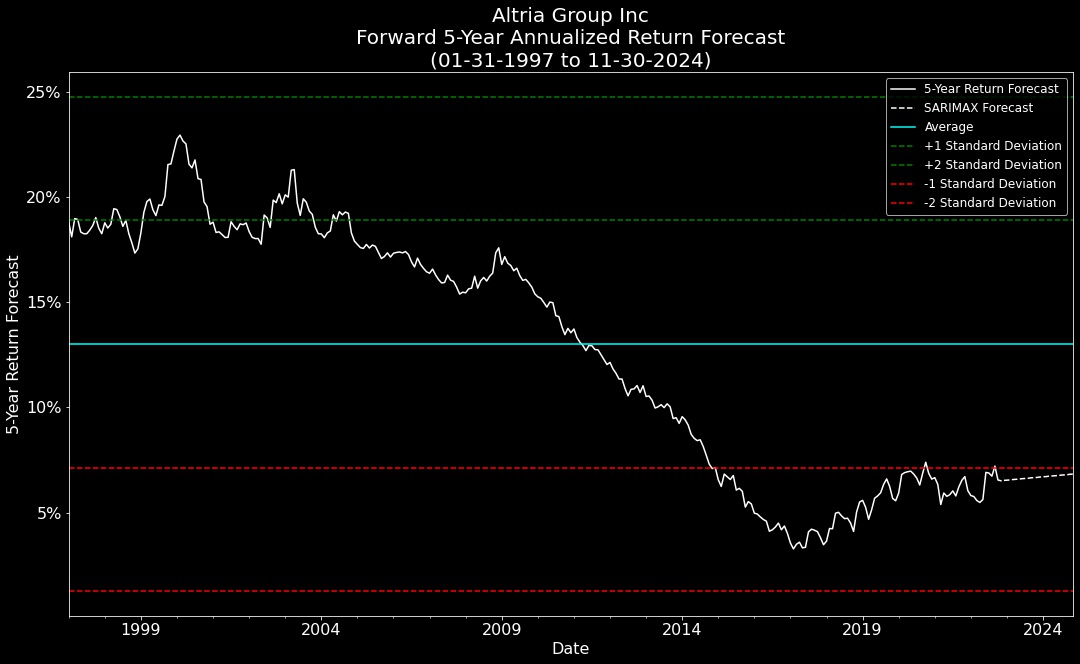 Altria Group Inc
Forward 5-Year Annualized Return Forecast
(01-31-1997 to 11-30-2024)
5-Year Return Forecast
25%
20%
15%
10%
5%
5-Year Return Forecast
SARIMAX Forecast
Average
+1 Standard Deviation
+2 Standard Deviation
-1 Standard Deviation
-2 Standard Deviation
1999 2004 2009 2014 2019 2024
Date